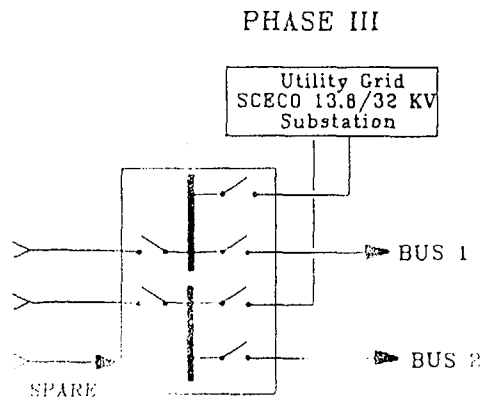 PHASE III
Utility Grid
SCECO 13.8/32 KV
Substation
BUS 1
BUS 2
SPARE